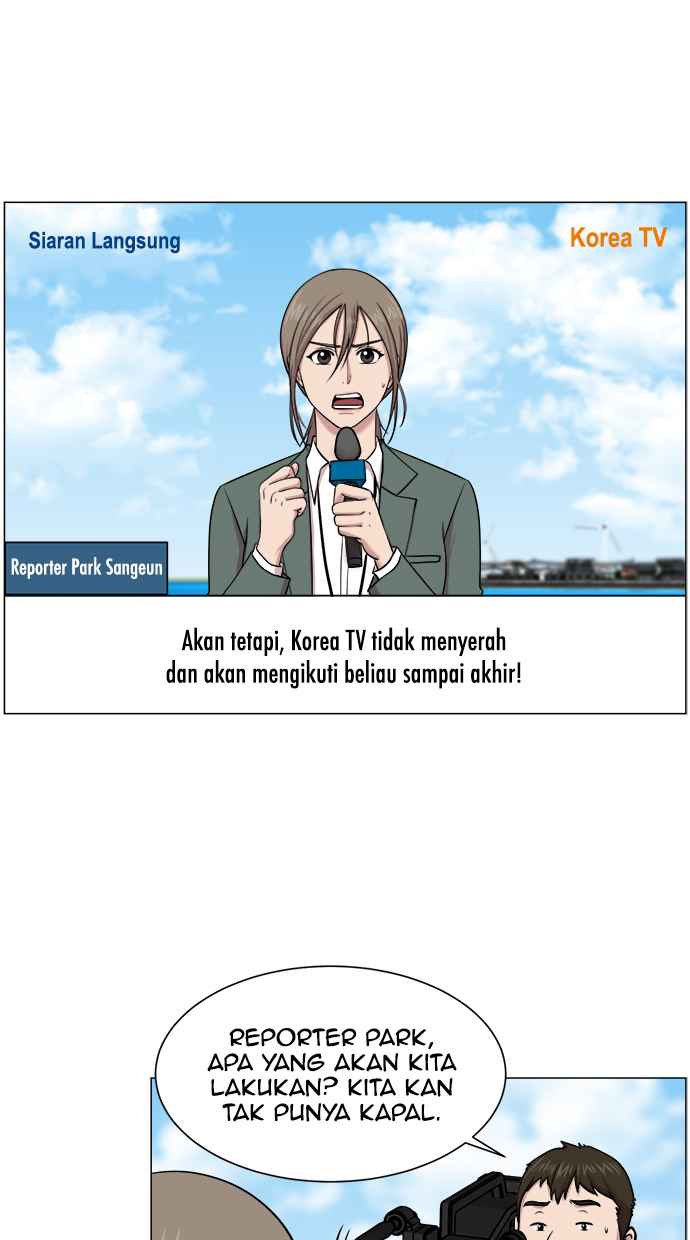 Siaran Langsung
Korea TV
Reporter Park Sangeun
Akan tetapi, Korea TV tidak menyerah
dan akan mengikuti beliau sampai akhir!
REPORTER PARK,
APA YANG AKAN KITA
LAKUKAN? KITA KAN
TAK PUNYA KAPAL.